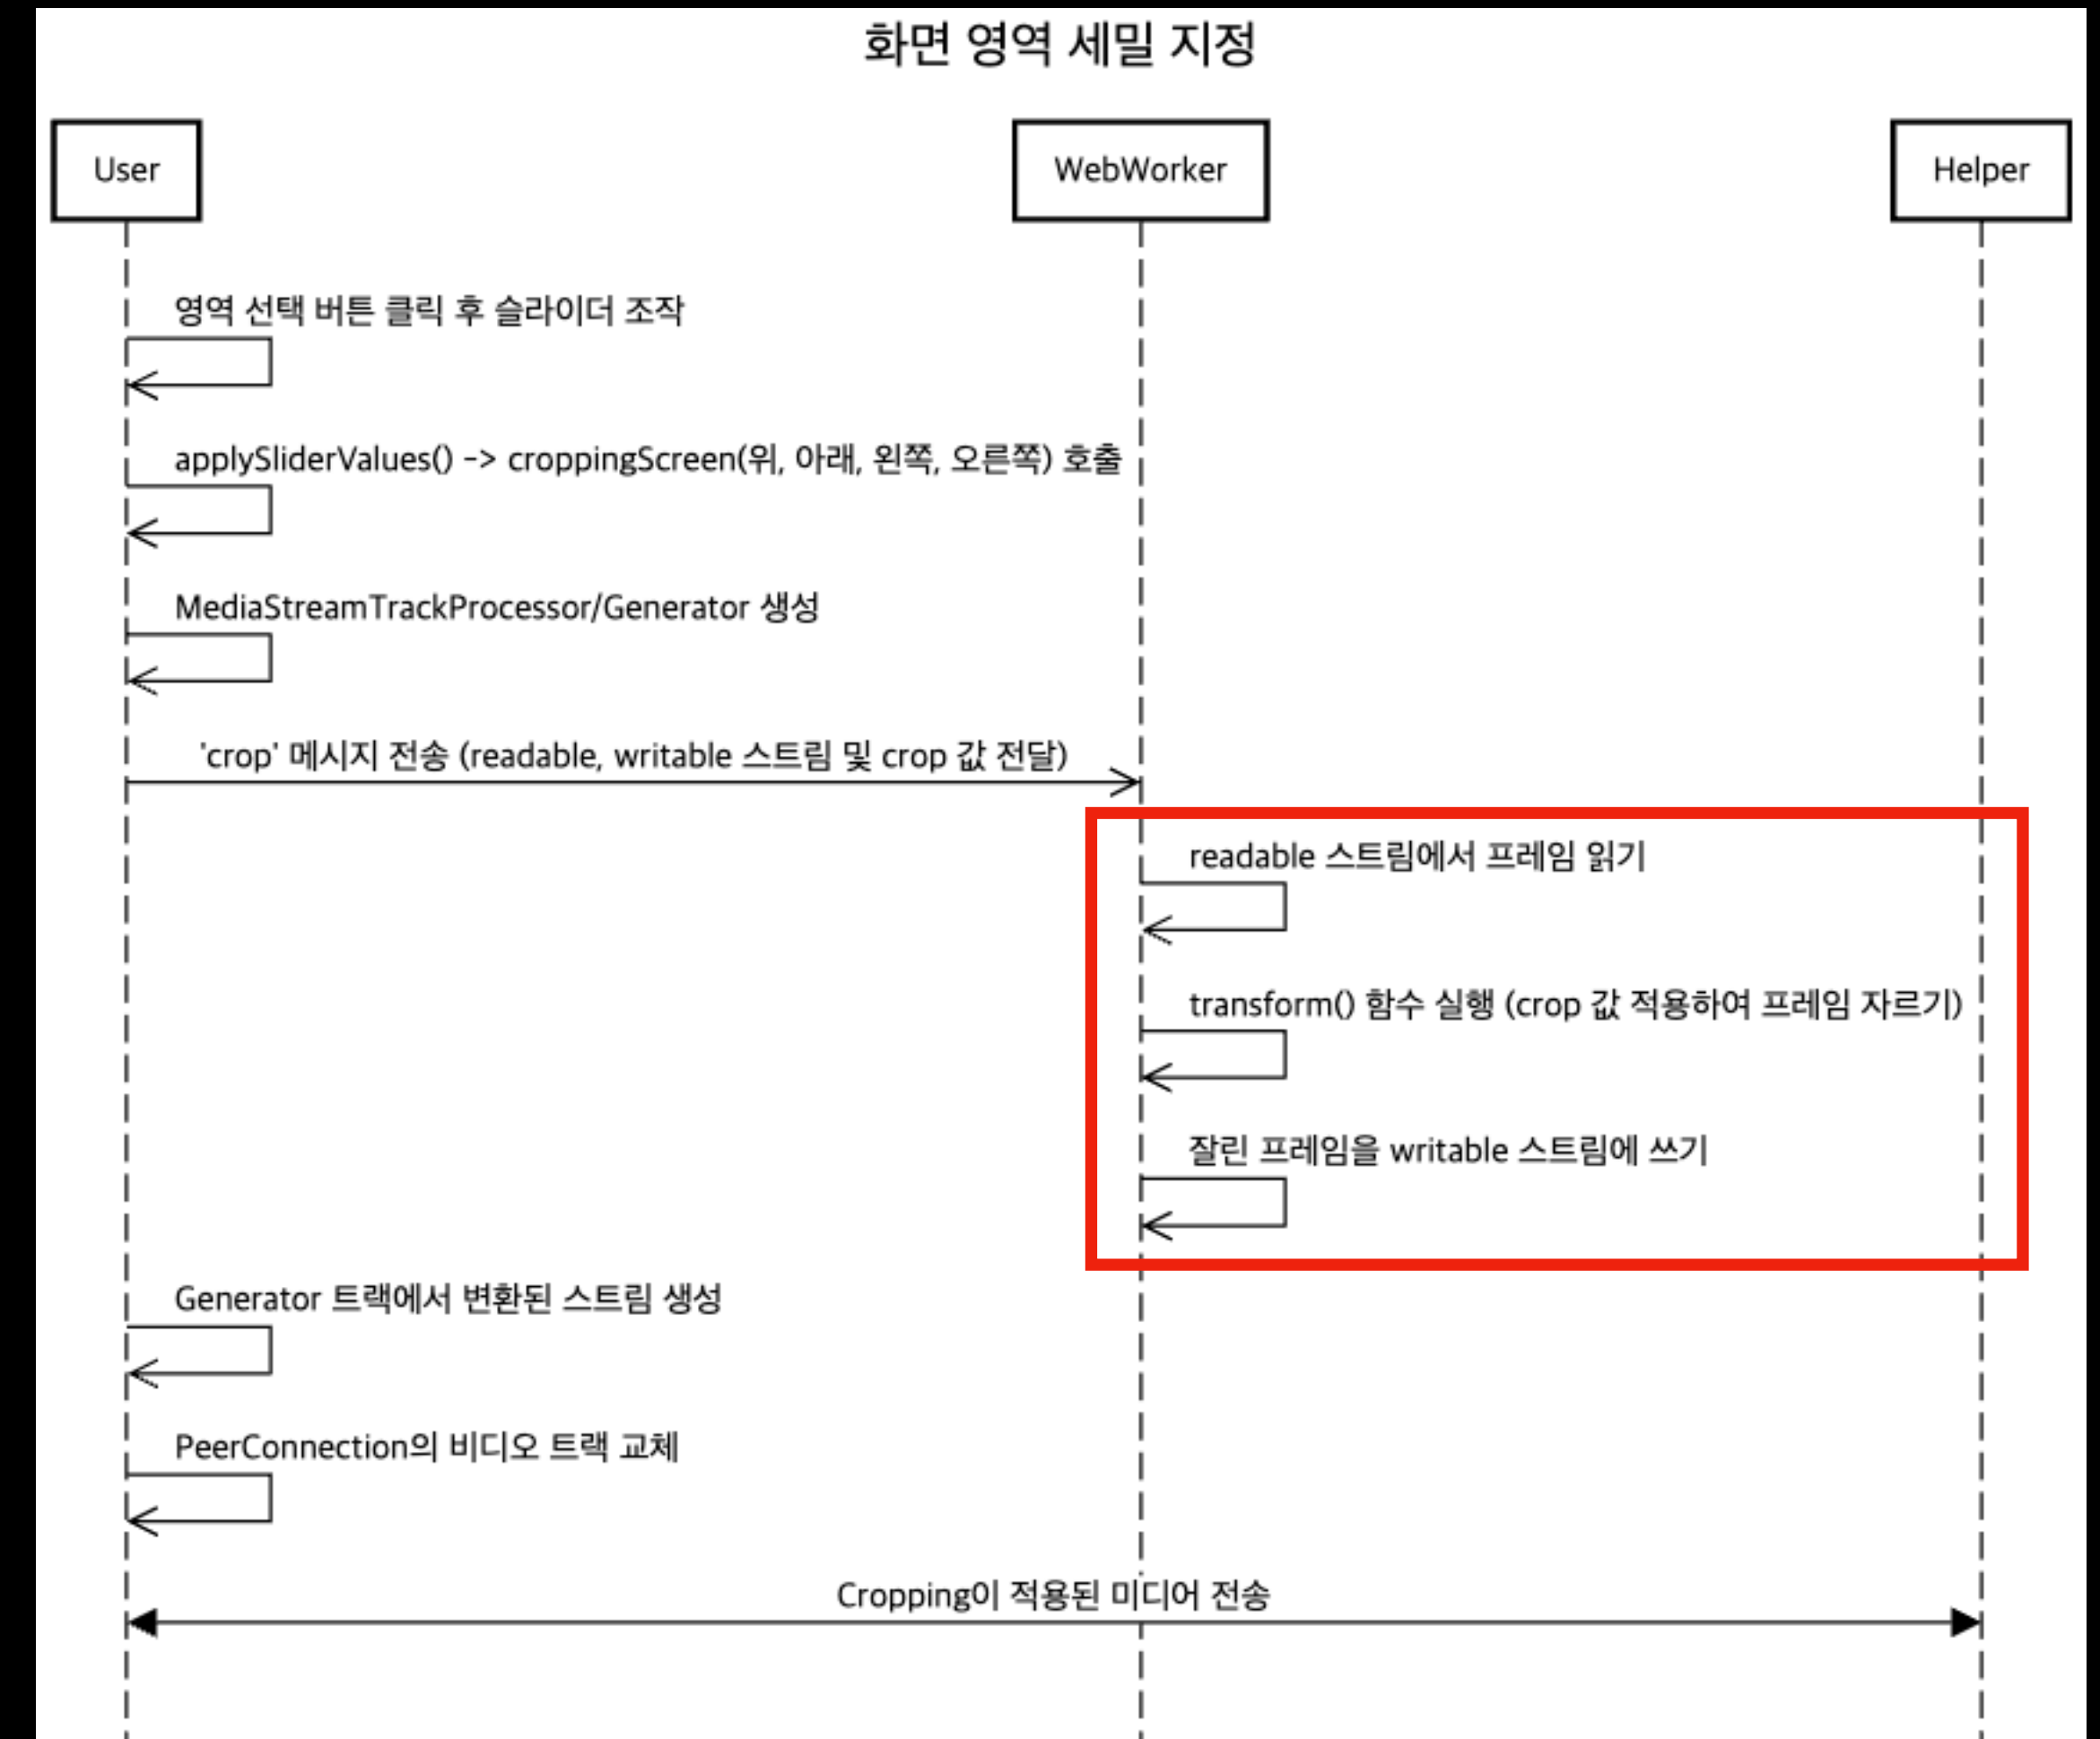 화면 영역 세밀 지정
User
WebWorker
Helper
영역 선택 버튼 클릭 후 슬라이더 조작
applySliderValues() -> croppingScreen(위, 아래, 왼쪽, 오른쪽) 호출
MediaStreamTrackProcessor/Generator 생성
'crop' 메시지 전송 (readable, writable 스트림 및 crop 값 전달)
readable 스트림에서 프레임 읽기
transform() 함수 실행 (crop 값 적용하여 프레임 자르기)
잘린 프레임을 writable 스트림에 쓰기
Generator 트랙에서 변환된 스트림 생성
PeerConnection의 비디오 트랙 교체
Cropping이 적용된 미디어 전송